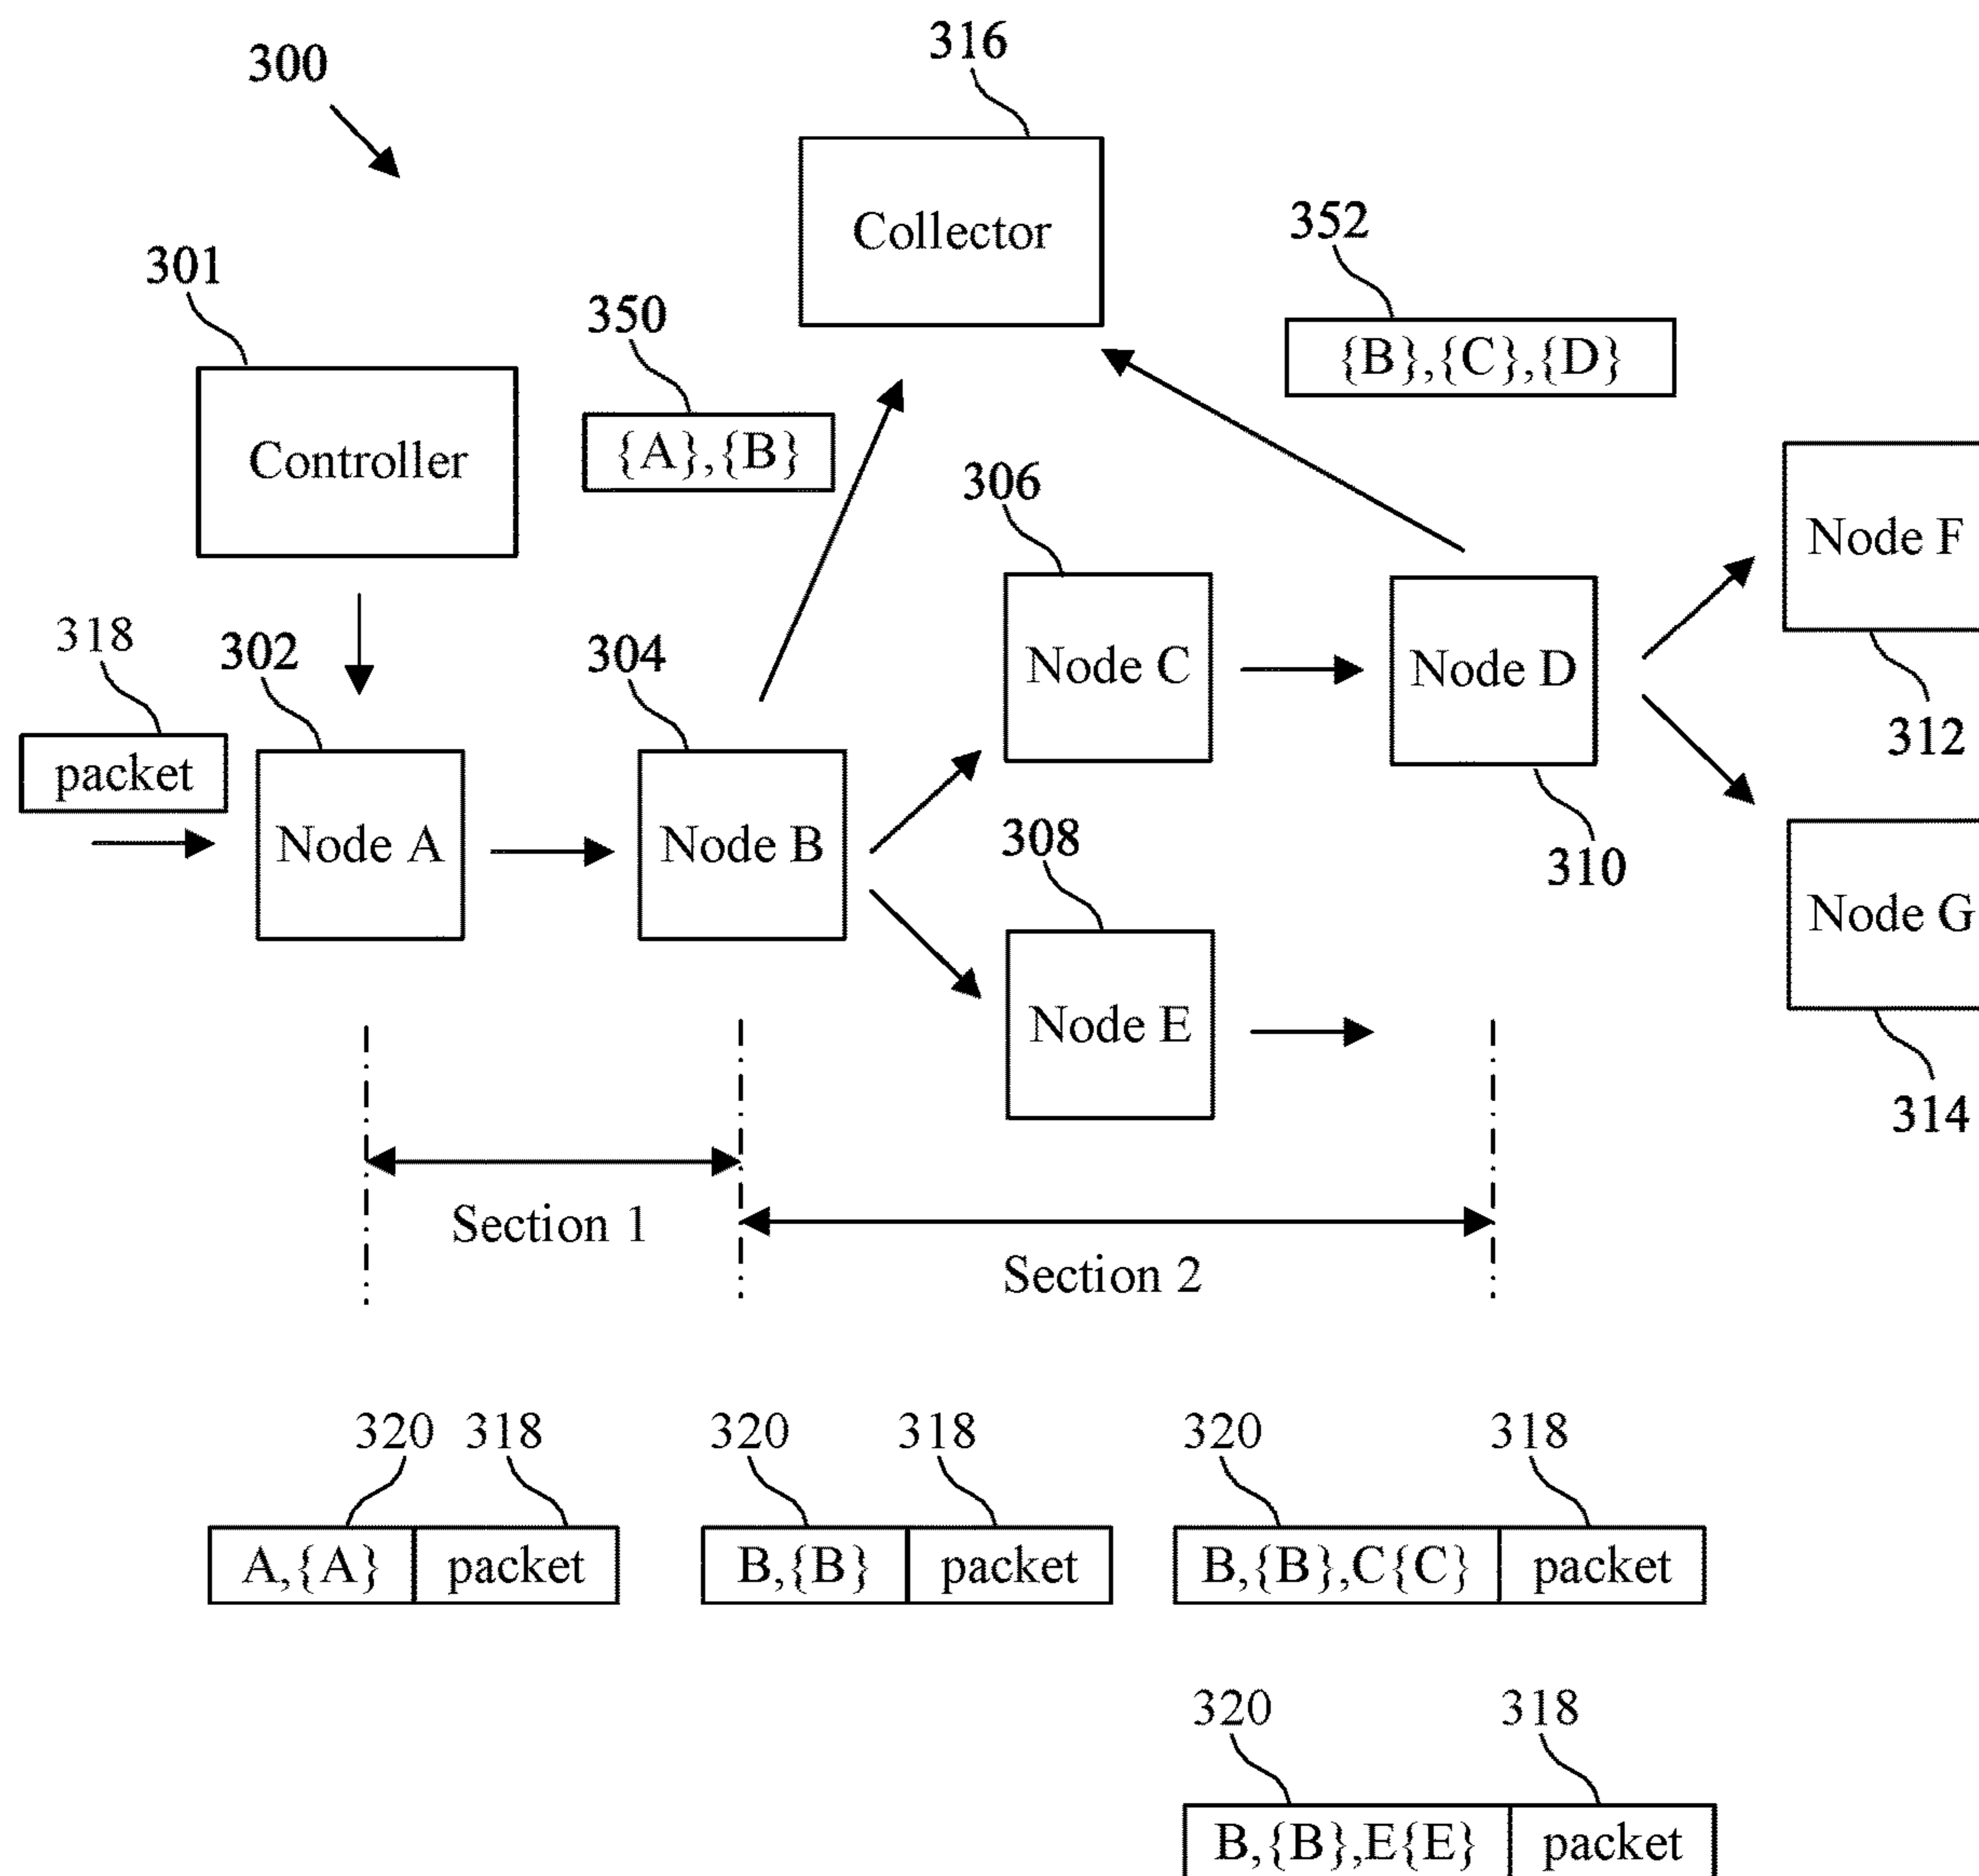 300
316
Collector
352
{B},{C},{D}
301
350
{A},{B}
Controller
306
Node F
318
302
304
Node C
Node D
312
packet
Node A
Node B
308
310
Node G
Node E
314
Section 1
Section 2
320 318
320 318
320 318
A,{A} packet
B,{B} packet
B,{B},C{C} packet
320 318
B,{B},E{E} packet